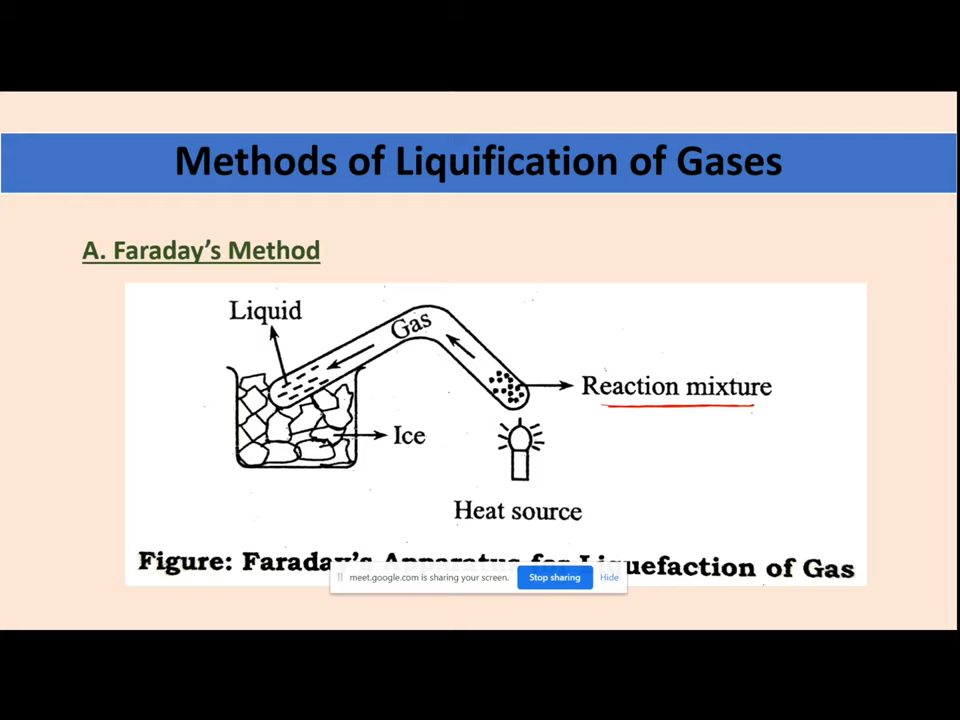 Methods of Liquification of Gases
A. Faraday's Method
Liquid
Gas
Reaction mixture
Ice
Heat source
Figure: Faraday's Apparatus for Liquefaction of Gas
meet.google.com is sharing your screen.
Stop sharing
Hide